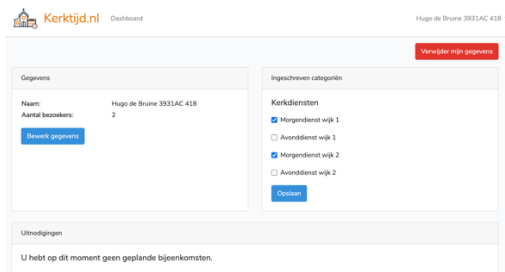 Kerktijd.nl Dashboard Hugo de Bruine 3931AC 418
Verwijder mijn gegevens
Gegevens
Naam: Hugo de Bruine 3931AC 418
Aantal bezoekers: 2
Bewerk gegevens
Ingeschreven categoriën
Kerkdiensten
Morgendienst wijk 1
Avonddienst wijk 1
Morgendienst wijk 2
Avonddienst wijk 2
Opslaan
Uitnodigingen
U hebt op dit moment geen geplande bijeenkomsten.